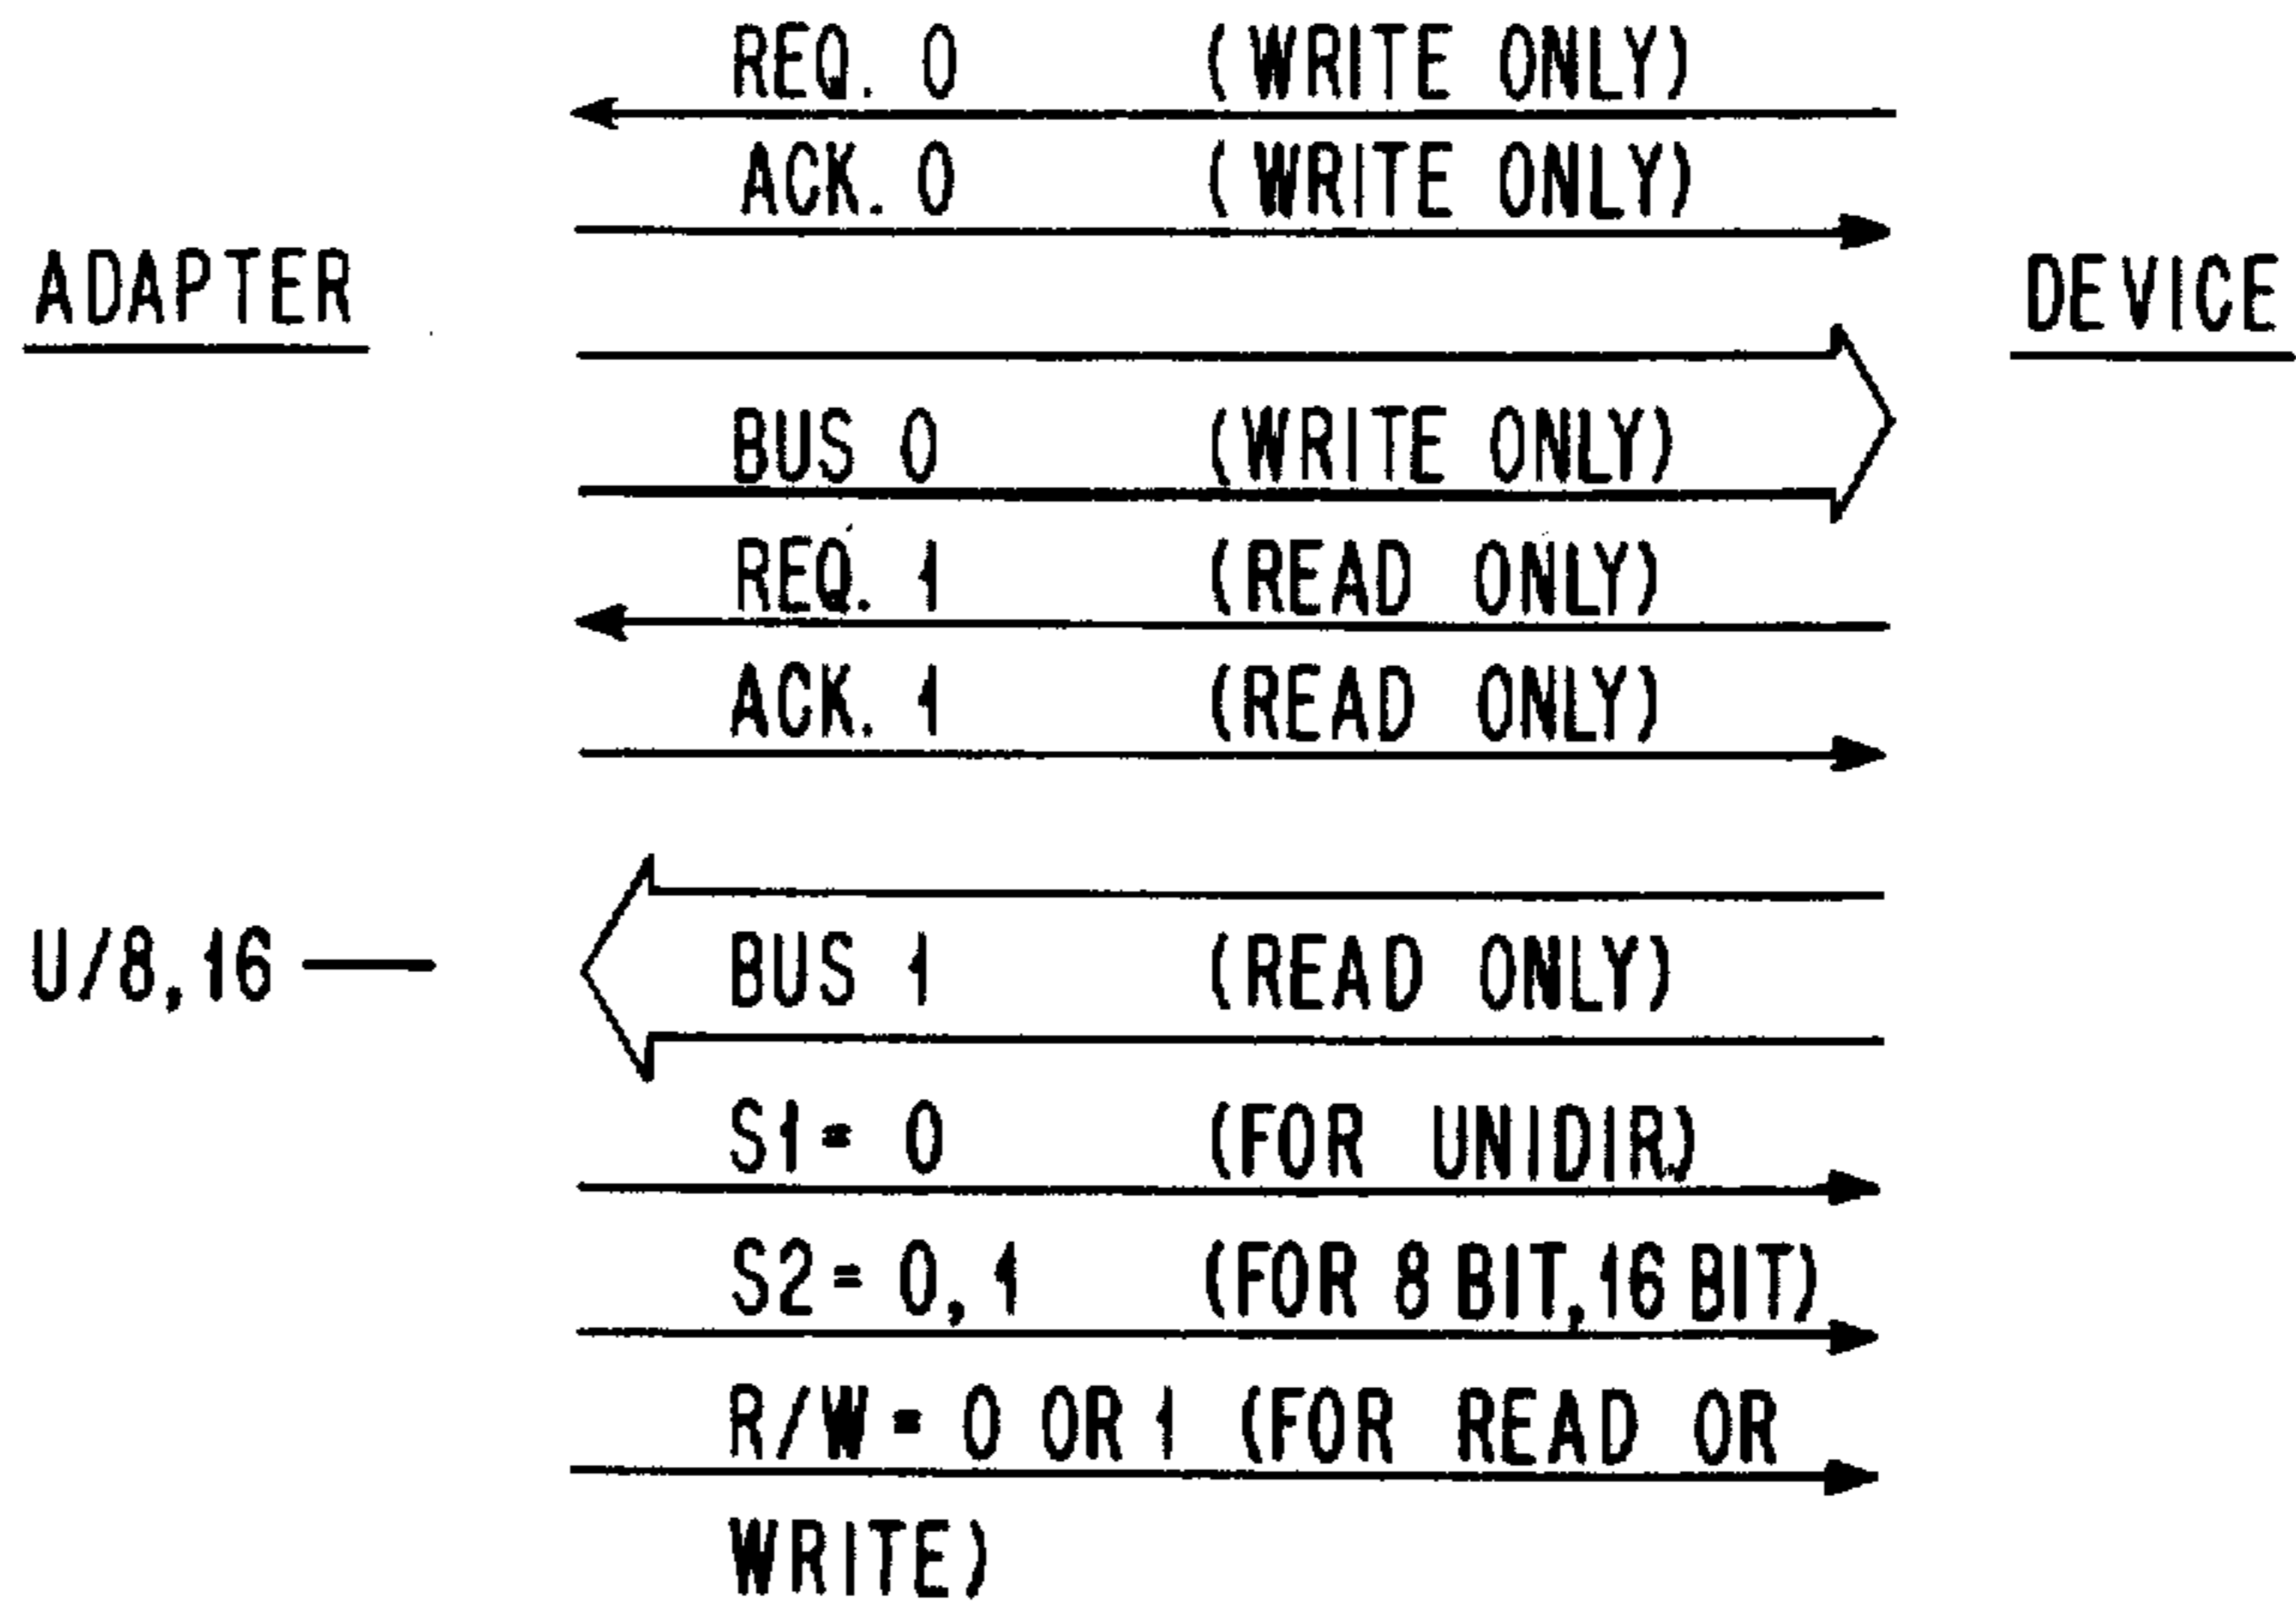 REQ. 0 (WRITE ONLY)
ACK. 0 (WRITE ONLY)
ADAPTER
DEVICE
BUS 0 (WRITE ONLY)
REQ. 1 (READ ONLY)
ACK. 1 (READ ONLY)
U/8,16
BUS 1 (READ ONLY)
S1= 0 (FOR UNIDIR)
S2= 0,1 (FOR 8 BIT,16 BIT)
R/W= 0 OR 1 (FOR READ OR
WRITE)